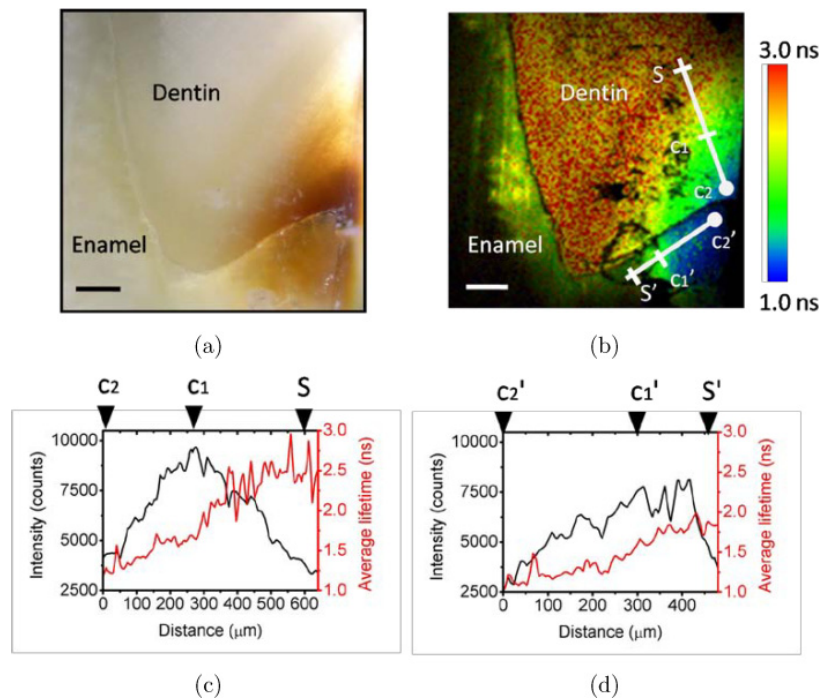 Dentin
Enamel
(a)
3.0 ns
Dentin
S
C1
C2
Enamel
C2'
S'
C1'
1.0 ns
(b)
C2 C1 S
10000 3.0
2.5
7500
2.0
5000
1.5
2500 1.0
0 100 200 300 400 500 600
Intensity (counts)
Average lifetime (ns)
Distance (μm)
(c)
C2' C1' S'
10000 3.0
2.5
7500
2.0
5000
1.5
2500 1.0
0 100 200 300 400
Intensity (counts)
Average lifetime (ns)
Distance (μm)
(d)